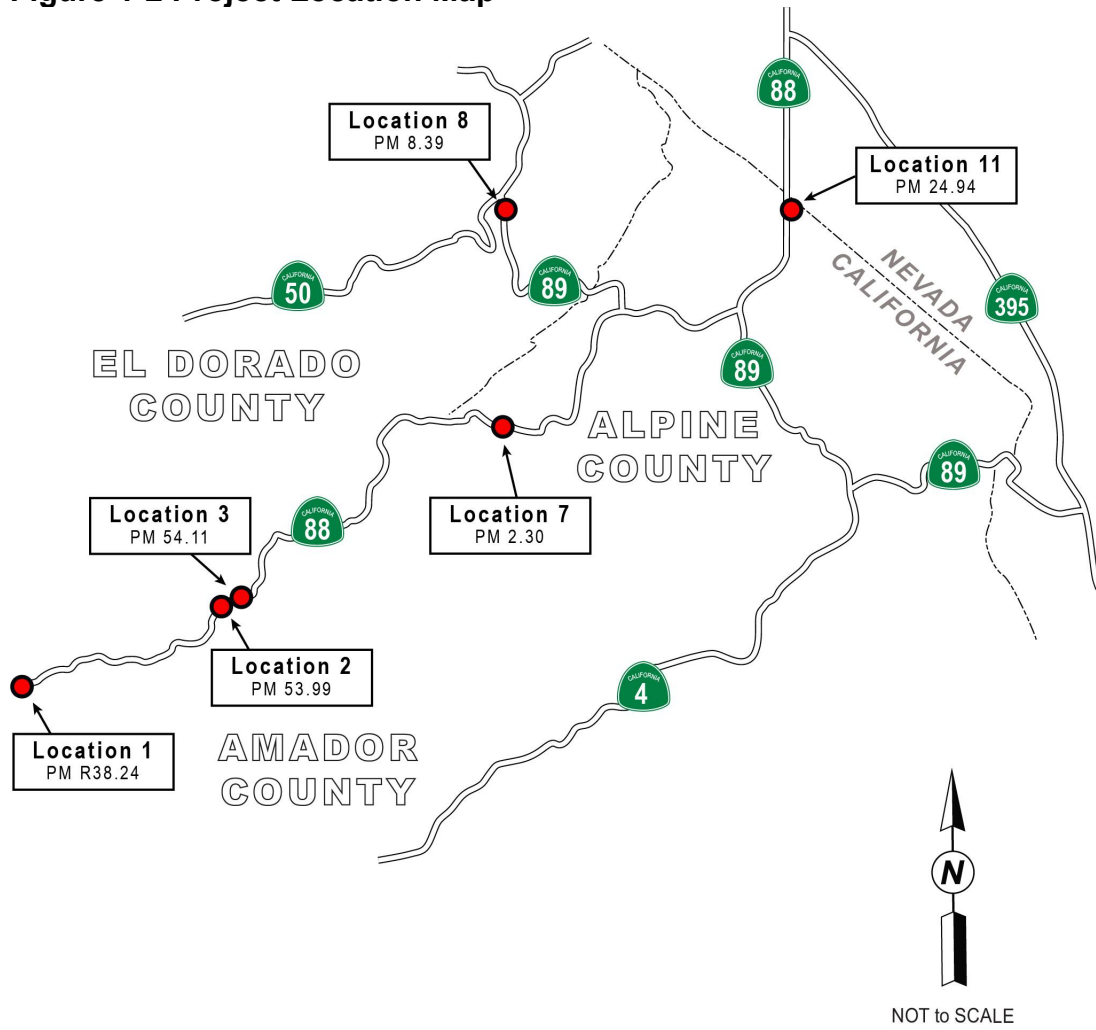 CALIFORNIA
88
Location 8
PM 8.39
Location 11
PM 24.94
CALIFORNIA
50
CALIFORNIA
89
NEVADA
CALIFORNIA
CALIFORNIA
395
EL DORADO
COUNTY
CALIFORNIA
89
ALPINE
COUNTY
CALIFORNIA
89
Location 3
PM 54.11
CALIFORNIA
88
Location 7
PM 2.30
Location 2
PM 53.99
CALIFORNIA
4
Location 1
PM R38.24
AMADOR
COUNTY
N
NOT to SCALE